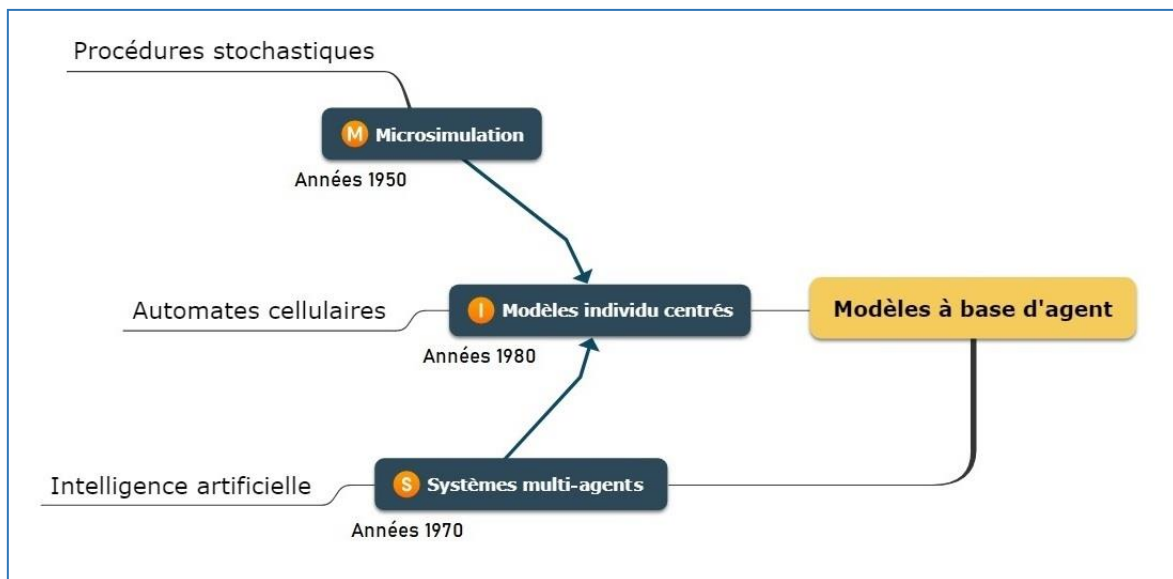 Procédures stochastiques
M Microsimulation
Années 1950
Automates cellulaires
I Modèles individu centrés
Modèles à base d'agent
Années 1980
Intelligence artificielle
S Systèmes multi-agents
Années 1970